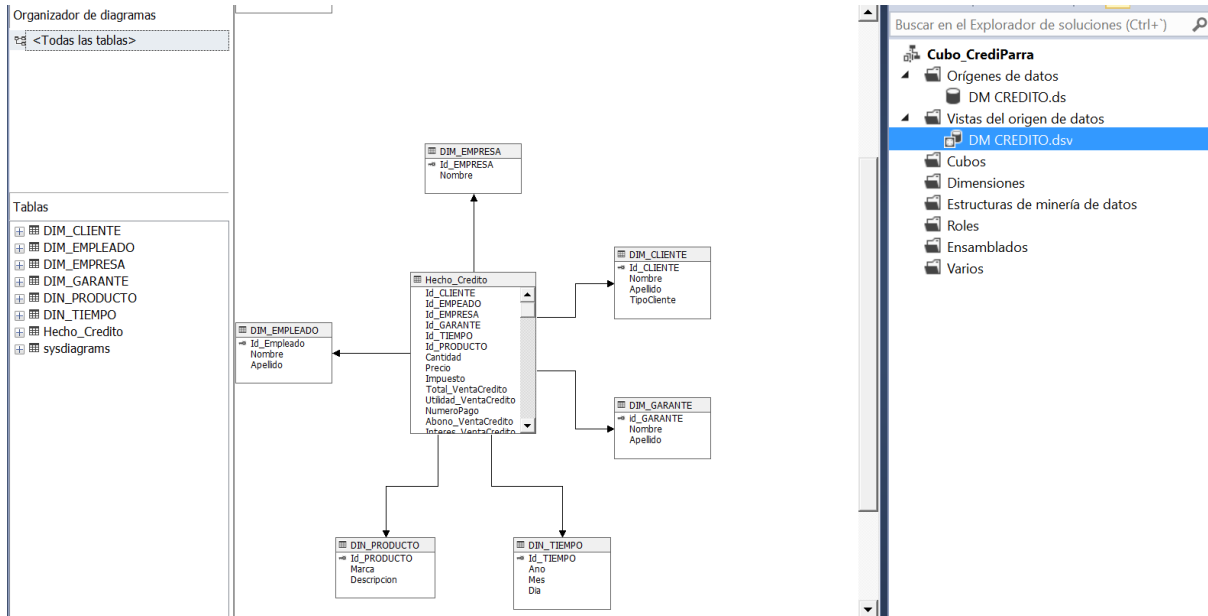 Organizador de diagramas
<Todas las tablas>
Tablas
DIM_CLIENTE
DIM_EMPLEADO
DIM_EMPRESA
DIM_GARANTE
DIN_PRODUCTO
DIN_TIEMPO
Hecho_Credito
sysdiagrams
DIM_EMPRESA
Id_EMPRESA
Nombre
DIM_CLIENTE
Id_CLIENTE
Nombre
Apellido
TipoCliente
Hecho_Credito
Id_CLIENTE
Id_EMPEADO
Id_EMPRESA
Id_GARANTE
Id_TIEMPO
Id_PRODUCTO
Cantidad
Precio
Impuesto
Total_VentaCredito
Utilidad_VentaCredito
NumeroPago
Abono_VentaCredito
Interes_VentaCredito
DIM_EMPLEADO
Id_Empleado
Nombre
Apellido
DIM_GARANTE
id_GARANTE
Nombre
Apellido
DIN_PRODUCTO
Id_PRODUCTO
Marca
Descripcion
DIN_TIEMPO
Id_TIEMPO
Ano
Mes
Dia
Buscar en el Explorador de soluciones (Ctrl+`)
Cubo_CrediParra
Orígenes de datos
DM CREDITO.ds
Vistas del origen de datos
DM CREDITO.dsv
Cubos
Dimensiones
Estructuras de minería de datos
Roles
Ensamblados
Varios